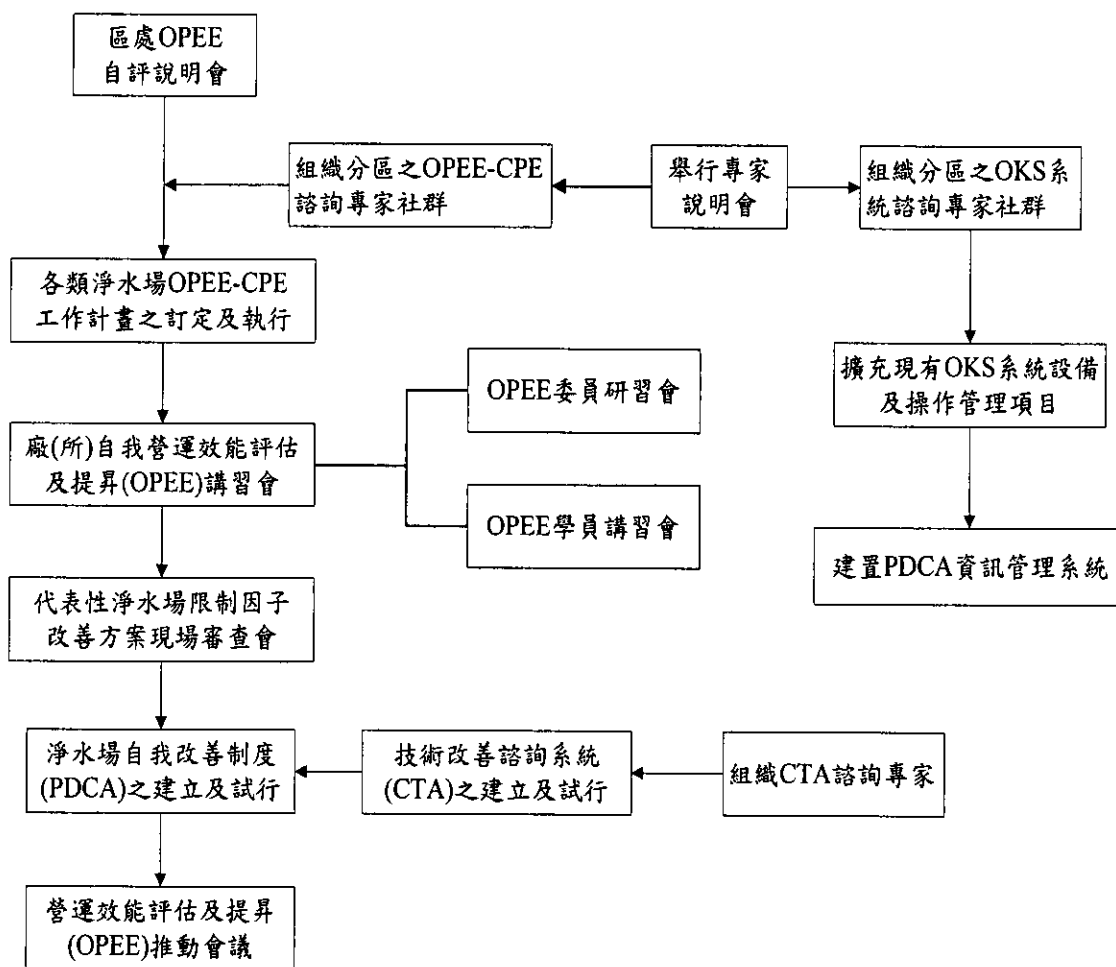 區處OPEE
自評說明會
組織分區之OPEE-CPE
諮詢專家社群
舉行專家
說明會
組織分區之OKS系
統諮詢專家社群
各類淨水場OPEE-CPE
工作計畫之訂定及執行
OPEE委員研習會
擴充現有OKS系統設備
及操作管理項目
廠(所)自我營運效能評估
及提昇(OPEE)講習會
OPEE學員講習會
建置PDCA資訊管理系統
代表性淨水場限制因子
改善方案現場審查會
淨水場自我改善制度
(PDCA)之建立及試行
技術改善諮詢系統
(CTA)之建立及試行
組織CTA諮詢專家
營運效能評估及提昇
(OPEE)推動會議